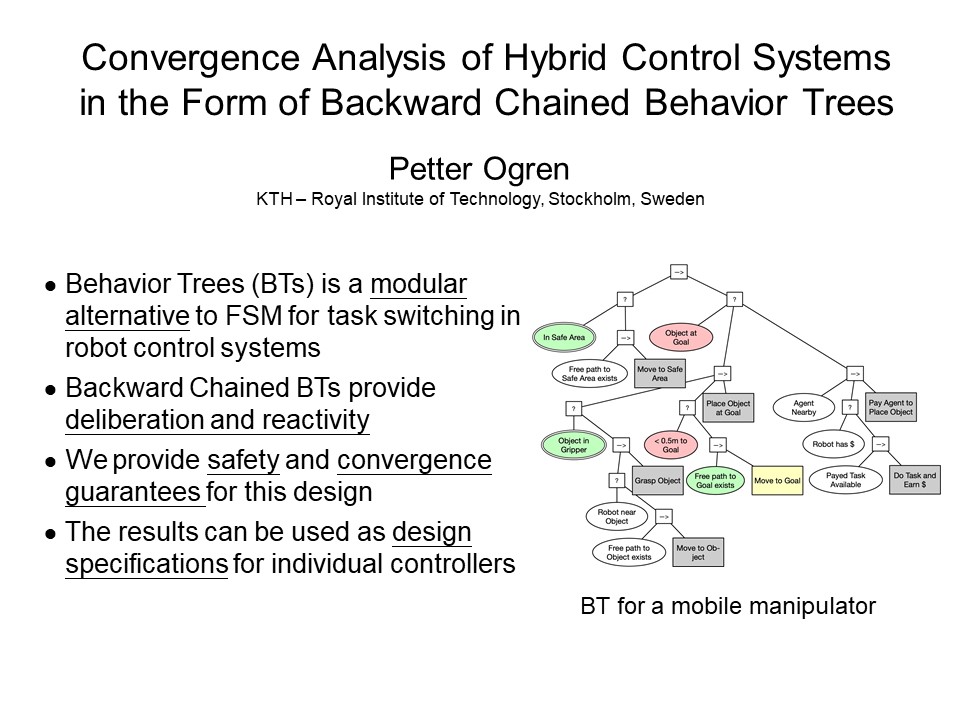 Convergence Analysis of Hybrid Control Systems
in the Form of Backward Chained Behavior Trees
Petter Ogren
KTH – Royal Institute of Technology, Stockholm, Sweden
• Behavior Trees (BTs) is a modular
alternative to FSM for task switching in
robot control systems
• Backward Chained BTs provide
deliberation and reactivity
• We provide safety and convergence
guarantees for this design
• The results can be used as design
specifications for individual controllers
–>
?
?
In Safe Area
–>
Object at
Goal
Free path to
Safe Area exists
Move to Safe
Area
–>
–>
?
?
Place Object
at Goal
Agent
Nearby
?
Pay Agent to
Place Object
Object in
Gripper
–>
< 0.5m to
Goal
–>
Robot has $
–>
?
Grasp Object
Free path to
Goal exists
Move to Goal
Payed Task
Available
Do Task and
Earn $
Robot near
Object
–>
Free path to
Object exists
Move to Ob-
ject
BT for a mobile manipulator